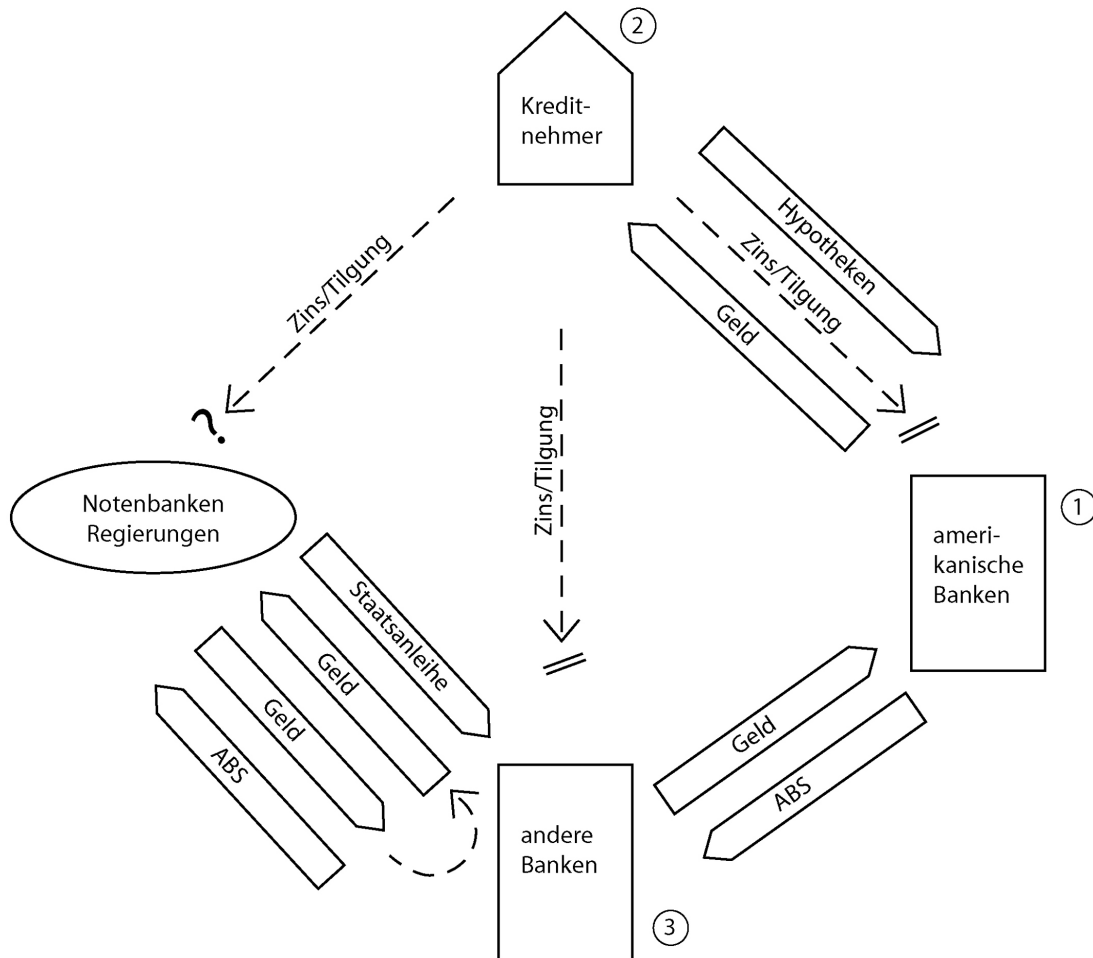 2
Kredit-
nehmer
Hypotheken
Zins/Tilgung
Geld
Zins/Tilgung
Zins/Tilgung
?
Notenbanken
Regierungen
1
ameri-
kanische
Banken
Staatsanleihe
Geld
Geld
ABS
Geld
ABS
andere
Banken
3